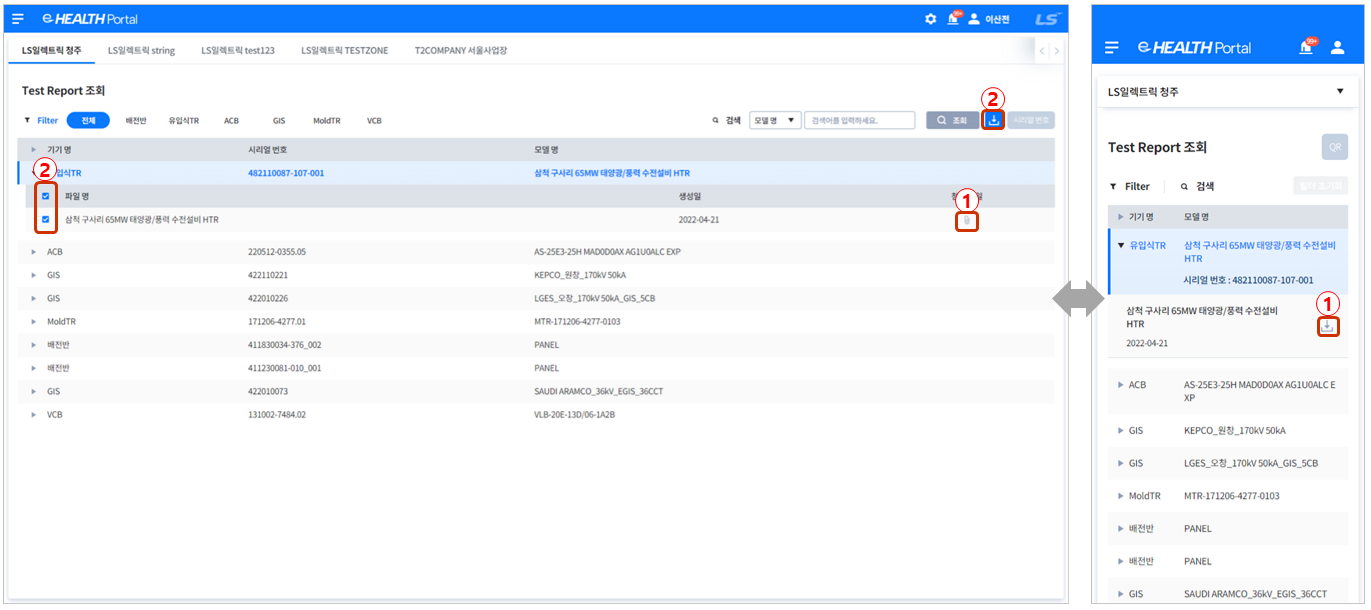 HEALTH Portal
99+
이산전
LS
LS일렉트릭 청주 LS일렉트릭 string LS일렉트릭 test123 LS일렉트릭 TESTZONE T2COMPANY 서울사업장
Test Report 조회
Filter 전체 배전반 유입식TR ACB GIS MoldTR VCB 검색 모델 명 검색어를 입력하세요. 조회 ② 시리얼 번호
기기 명 시리얼 번호 모델 명
② 입식TR 482110087-107-001 삼척 구사리 65MW 태양광/풍력 수전설비 HTR
파일 명 생성일
삼척 구사리 65MW 태양광/풍력 수전설비 HTR 2022-04-21 ①
ACB 220512-0355.05 AS-25E3-25H MAD0D0AX AG1U0ALC EXP
GIS 422110221 KEPCO_원창_170kV 50kA
GIS 422010226 LGES_오창_170kV 50kA_GIS_5CB
MoldTR 171206-4277.01 MTR-171206-4277-0103
배전반 411830034-376_002 PANEL
배전반 411230081-010_001 PANEL
GIS 422010073 SAUDI ARAMCO_36kV_EGIS_36CCT
VCB 131002-7484.02 VLB-20E-13D/06-1A2B
HEALTH Portal
99+
LS일렉트릭 청주
Test Report 조회 QR
Filter 검색 필터 초기화
기기 명 모델 명
유입식TR 삼척 구사리 65MW 태양광/풍력 수전설비
HTR
시리얼 번호 : 482110087-107-001
삼척 구사리 65MW 태양광/풍력 수전설비
HTR
①
2022-04-21
ACB AS-25E3-25H MAD0D0AX AG1U0ALC E
XP
GIS KEPCO_원창_170kV 50kA
GIS LGES_오창_170kV 50kA_GIS_5CB
MoldTR MTR-171206-4277-0103
배전반 PANEL
배전반 PANEL
GIS SAUDI ARAMCO_36kV_EGIS_36CCT